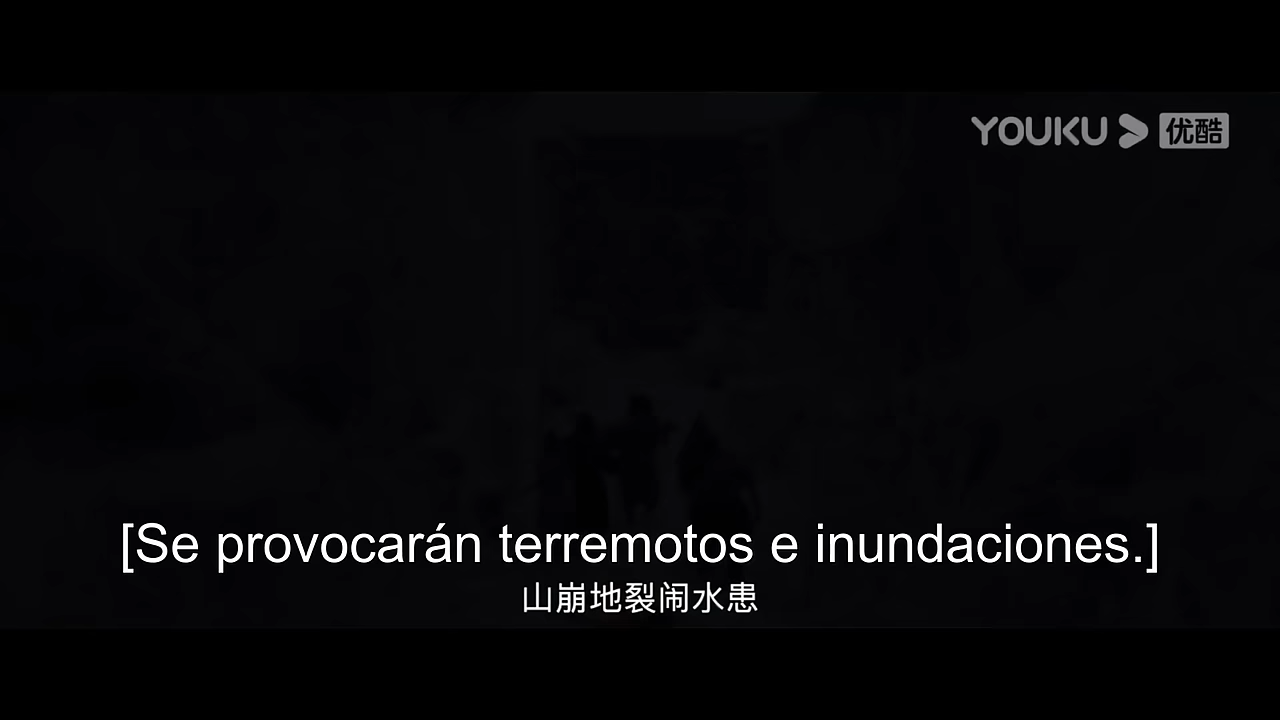 YOUKU 优酷
[Se provocarán terremotos e inundaciones.]
山崩地裂闹水患